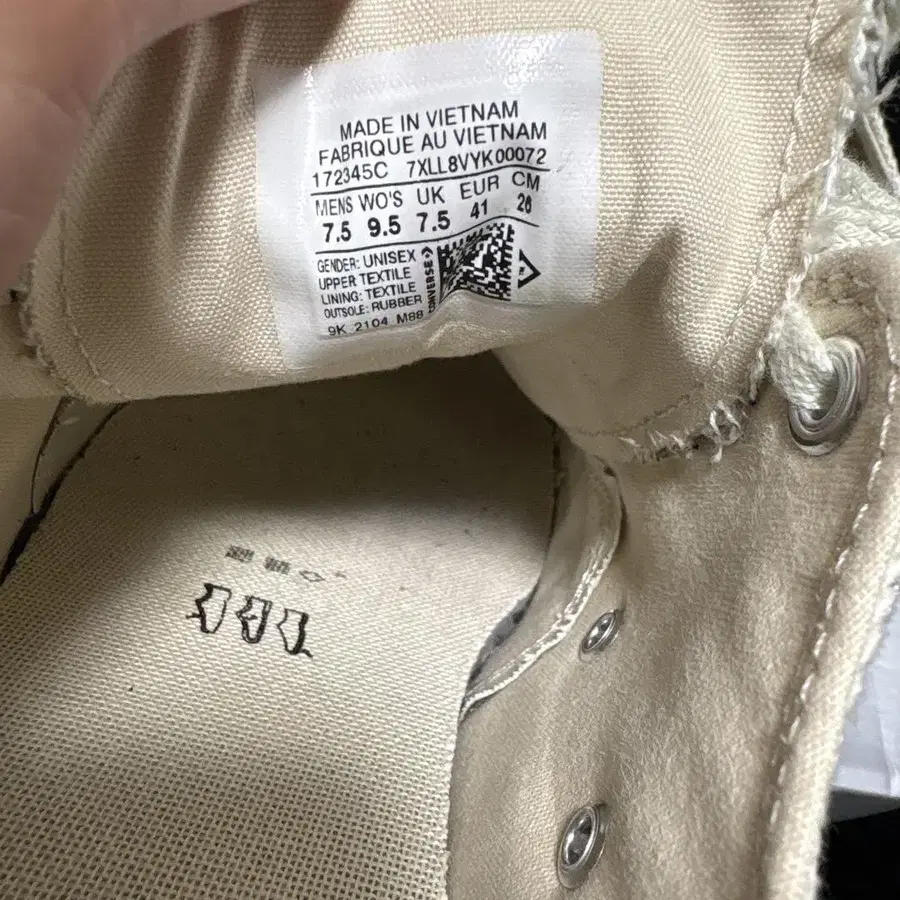 MADE IN VIETNAM
FABRIQUE AU VIETNAM
172345C 7XLL8VYK00072
MENS WO'S UK EUR CM
7.5 9.5 7.5 41 26
GENDER: UNISEX
UPPER TEXTILE
LINING: TEXTILE
OUTSOLE: RUBBER
9K 2104 M88
CONVERSE